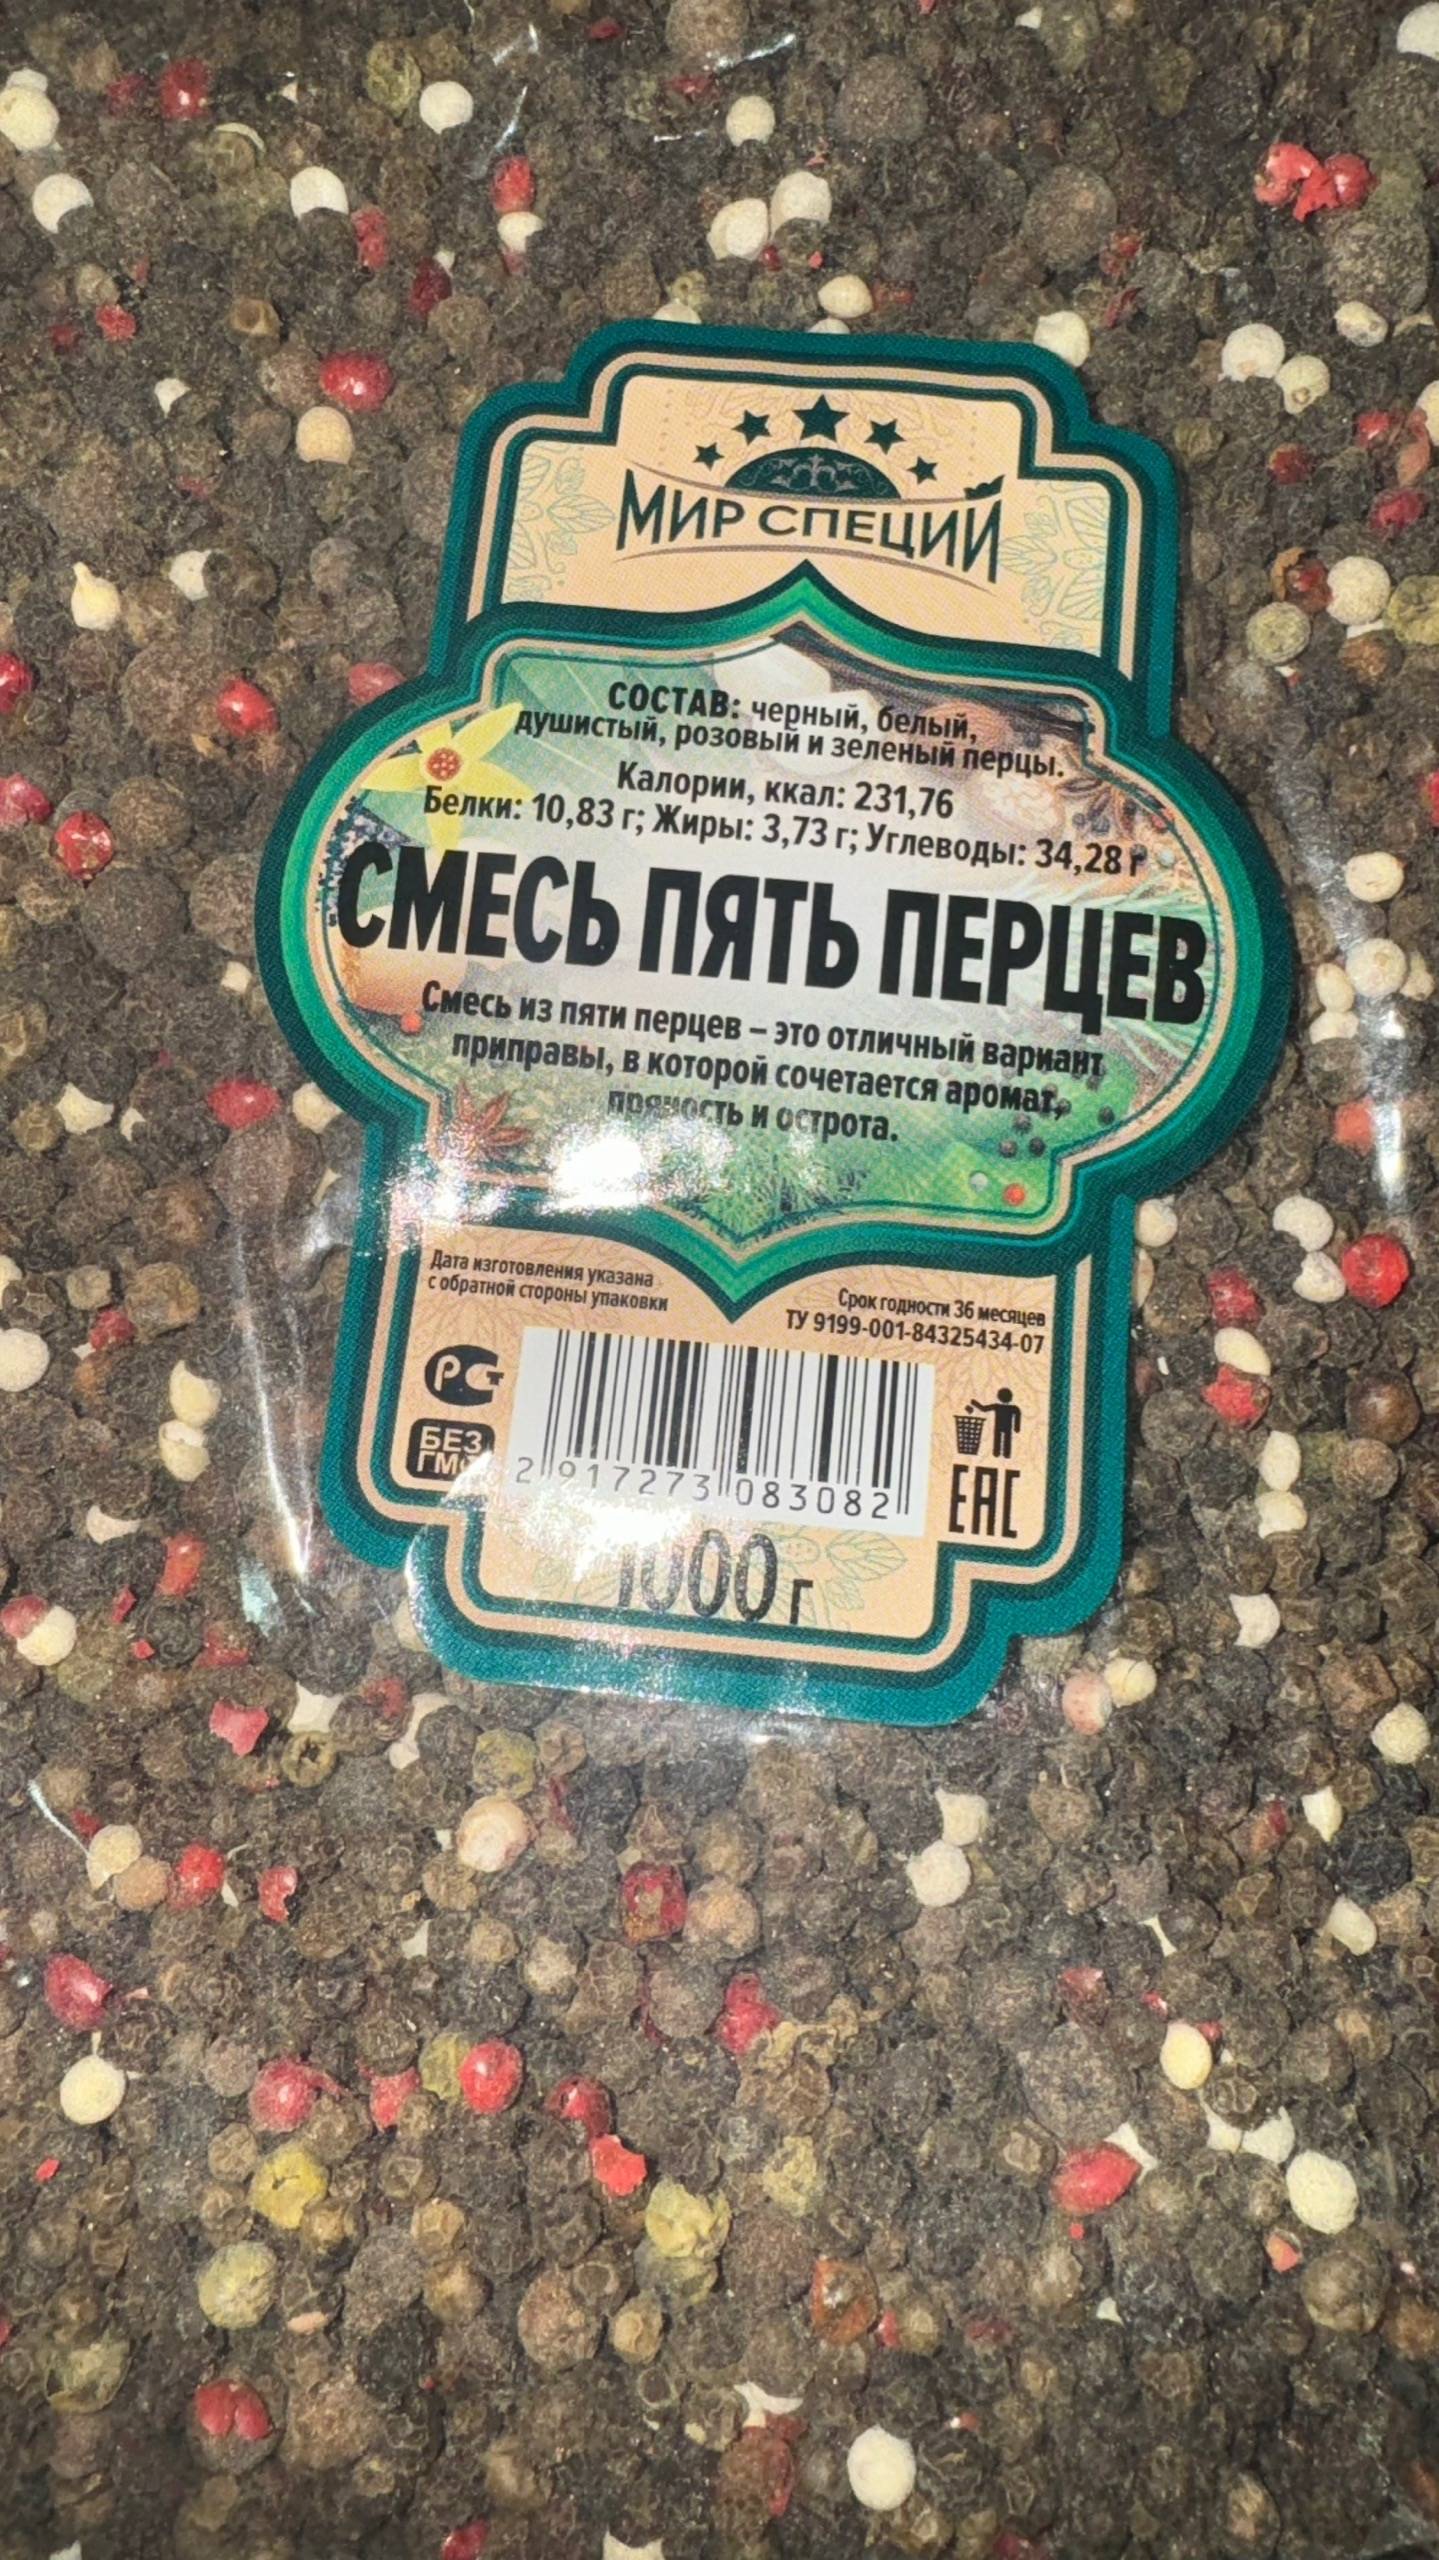 МИР СПЕЦИЙ
СОСТАВ: черный, белый,
душистый, розовый и зеленый перцы.
Калории, ккал: 231,76
Белки: 10,83 г; Жиры: 3,73 г; Углеводы: 34,28 г
СМЕСЬ ПЯТЬ ПЕРЦЕВ
Смесь из пяти перцев – это отличный вариант
приправы, в которой сочетается аромат,
пряность и острота.
Дата изготовления указана
с обратной стороны упаковки
Срок годности 36 месяцев
ТУ 9199-001-84325434-07
РСТ
БЕЗ
ГМО
2 917273 083082
EAC
1000 г